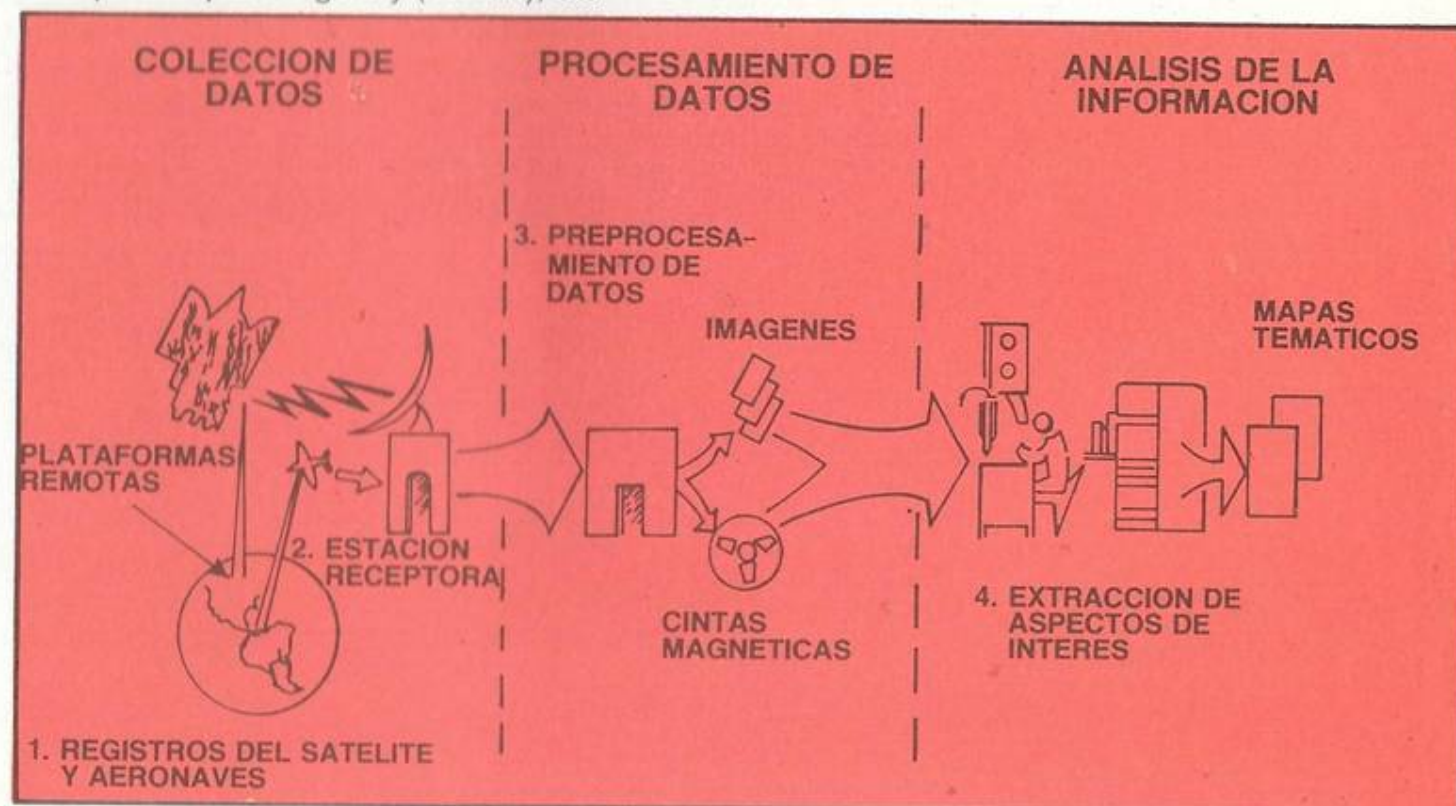 COLECCION DE
DATOS
PROCESAMIENTO DE
DATOS
ANALISIS DE LA
INFORMACION
3. PREPROCESA-
MIENTO DE
DATOS
IMAGENES
MAPAS
TEMATICOS
PLATAFORMAS
REMOTAS
2. ESTACION
RECEPTORA
CINTAS
MAGNETICAS
4. EXTRACCION DE
ASPECTOS DE
INTERES
1. REGISTROS DEL SATELITE
Y AERONAVES